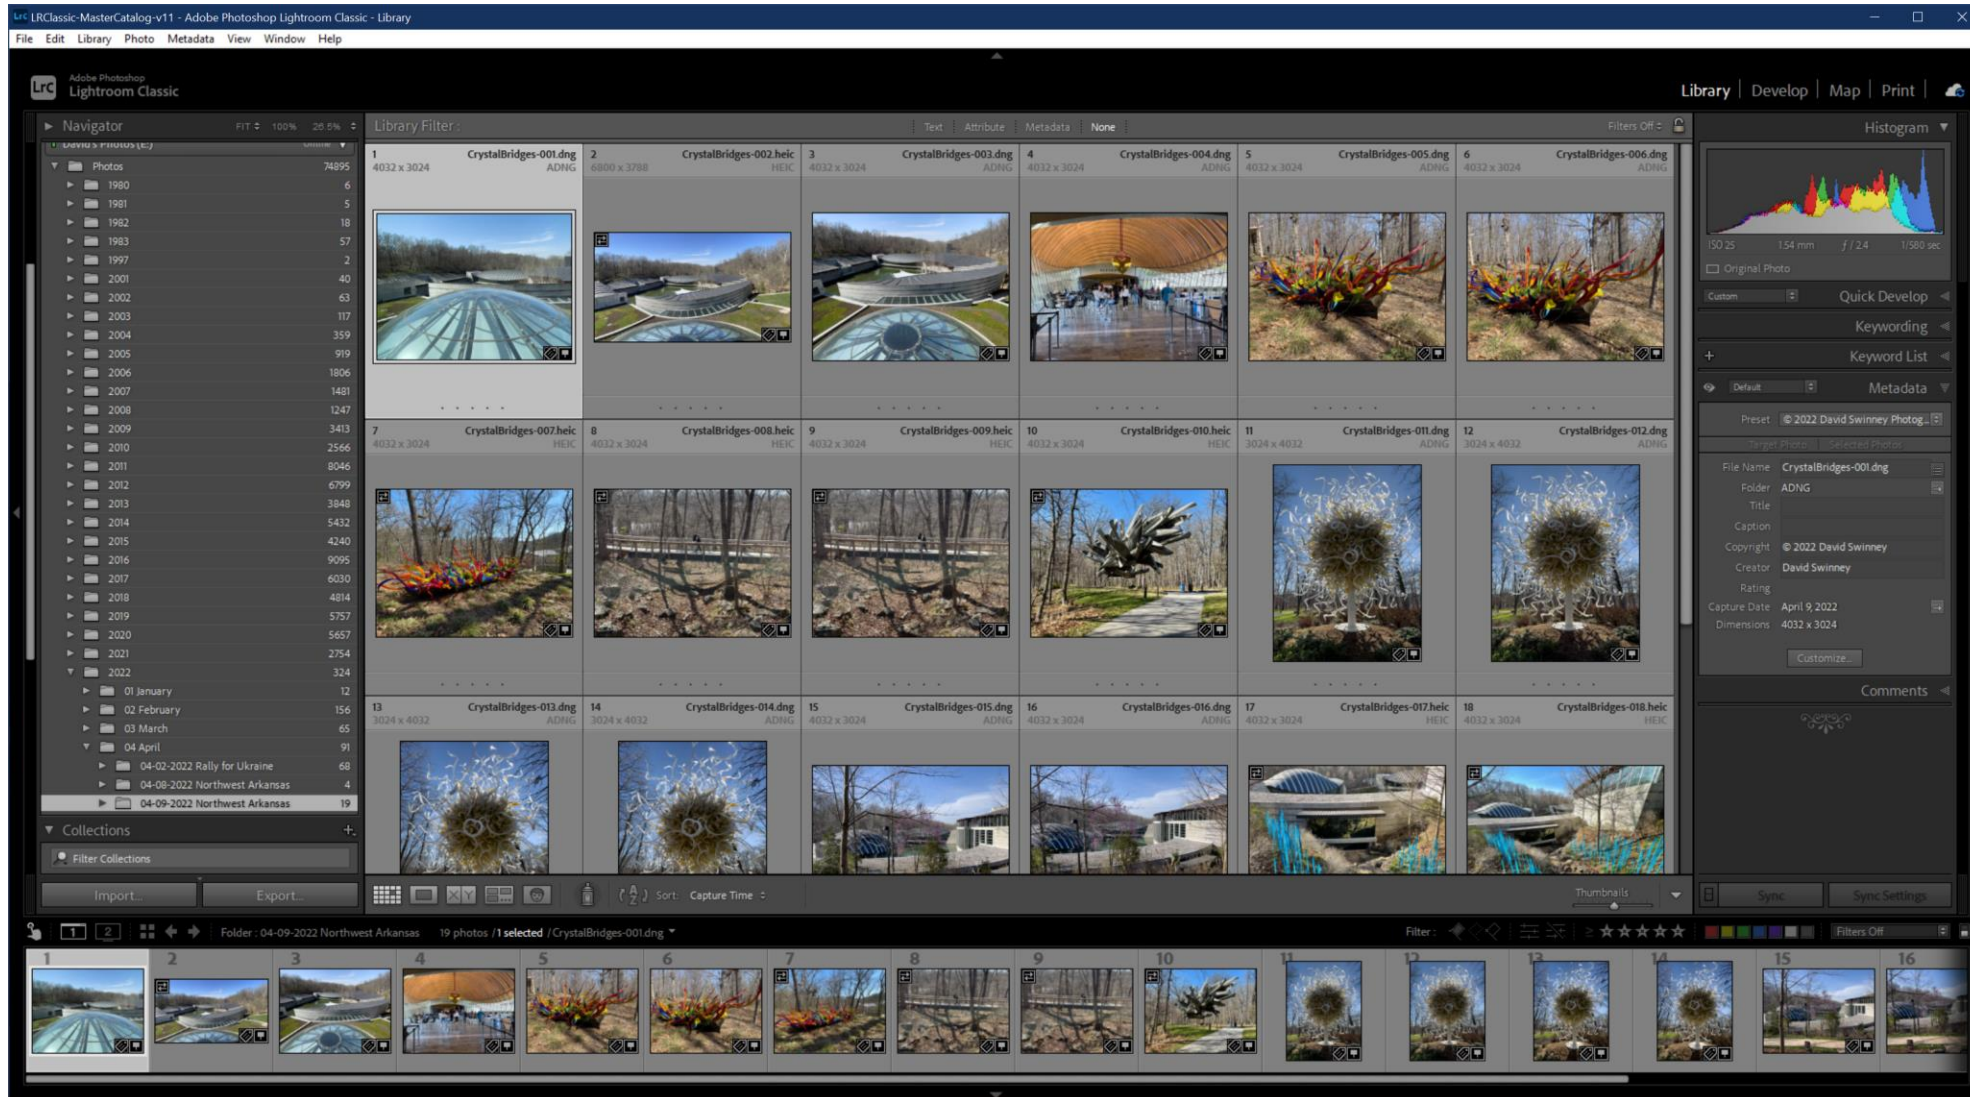 LrC LRClassic-MasterCatalog-v11 - Adobe Photoshop Lightroom Classic - Library
File Edit Library Photo Metadata View Window Help
LrC Adobe Photoshop
Lightroom Classic
Library | Develop | Map | Print |
Navigator FIT 100% 26.5%
David's Photos (E:) Offline
Photos 74895
1980 6
1981 5
1982 18
1983 57
1997 2
2001 40
2002 63
2003 117
2004 359
2005 919
2006 1806
2007 1481
2008 1247
2009 3413
2010 2566
2011 8046
2012 6799
2013 3848
2014 5432
2015 4240
2016 9095
2017 6030
2018 4814
2019 5757
2020 5657
2021 2754
2022 324
01 January 12
02 February 156
03 March 65
04 April 91
04-02-2022 Rally for Ukraine 68
04-08-2022 Northwest Arkansas 4
04-09-2022 Northwest Arkansas 19
Collections +
Filter Collections
Import... Export...
Library Filter : Text Attribute Metadata None Filters Off
1 CrystalBridges-001.dng
4032 x 3024 ADNG
2 CrystalBridges-002.heic
6800 x 3788 HEIC
3 CrystalBridges-003.dng
4032 x 3024 ADNG
4 CrystalBridges-004.dng
4032 x 3024 ADNG
5 CrystalBridges-005.dng
4032 x 3024 ADNG
6 CrystalBridges-006.dng
4032 x 3024 ADNG
7 CrystalBridges-007.heic
4032 x 3024 HEIC
8 CrystalBridges-008.heic
4032 x 3024 HEIC
9 CrystalBridges-009.heic
4032 x 3024 HEIC
10 CrystalBridges-010.heic
4032 x 3024 HEIC
11 CrystalBridges-011.dng
3024 x 4032 ADNG
12 CrystalBridges-012.dng
3024 x 4032 ADNG
13 CrystalBridges-013.dng
3024 x 4032 ADNG
14 CrystalBridges-014.dng
3024 x 4032 ADNG
15 CrystalBridges-015.dng
4032 x 3024 ADNG
16 CrystalBridges-016.dng
4032 x 3024 ADNG
17 CrystalBridges-017.heic
4032 x 3024 HEIC
18 CrystalBridges-018.heic
4032 x 3024 HEIC
X Y
A Z Sort: Capture Time
Thumbnails
Histogram
ISO 25 1.54 mm ƒ / 2.4 1/580 sec
Original Photo
Custom Quick Develop
Keywording
+ Keyword List
Default Metadata
Preset © 2022 David Swinney Photog...
Target Photo Selected Photos
File Name CrystalBridges-001.dng
Folder ADNG
Title
Caption
Copyright © 2022 David Swinney
Creator David Swinney
Rating
Capture Date April 9, 2022
Dimensions 4032 x 3024
Customize...
Comments
Sync Sync Settings
1 2 Folder : 04-09-2022 Northwest Arkansas 19 photos / 1 selected / CrystalBridges-001.dng Filter : ≥ Filters Off
1 2 3 4 5 6 7 8 9 10 11 12 13 14 15 16